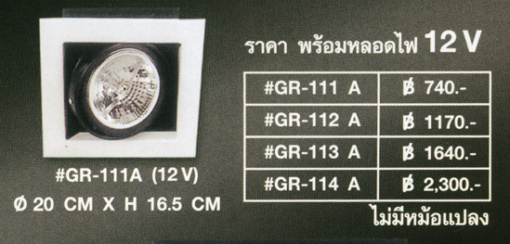 ราคา พร้อมหลอดไฟ 12 V
#GR-111 A ฿ 740.-
#GR-112 A ฿ 1170.-
#GR-113 A ฿ 1640.-
#GR-114 A ฿ 2,300.-
ไม่มีหม้อแปลง
#GR-111A (12 V)
Ø 20 CM X H 16.5 CM